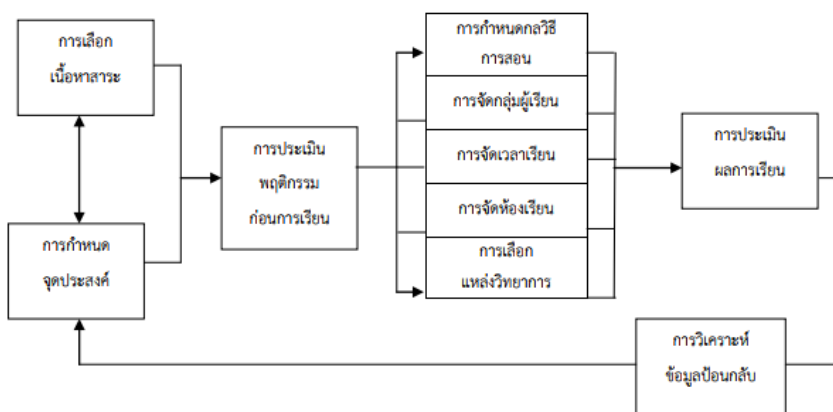 การเลือก
เนื้อหาสาระ
การกำหนด
จุดประสงค์
การประเมิน
พฤติกรรม
ก่อนการเรียน
การกำหนดกลวิธี
การสอน
การจัดกลุ่มผู้เรียน
การจัดเวลาเรียน
การจัดห้องเรียน
การเลือก
แหล่งวิทยาการ
การประเมิน
ผลการเรียน
การวิเคราะห์
ข้อมูลป้อนกลับ